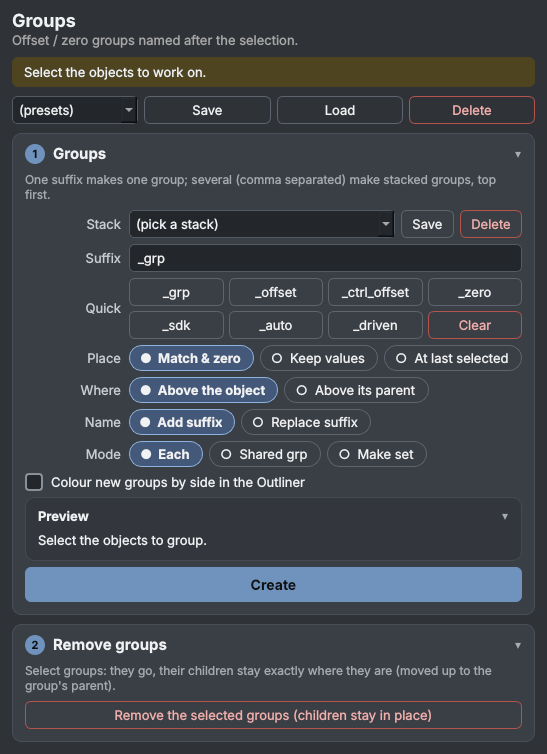 Groups
Offset / zero groups named after the selection.
Select the objects to work on.
(presets) Save Load Delete
1 Groups
One suffix makes one group; several (comma separated) make stacked groups, top
first.
Stack (pick a stack) Save Delete
Suffix _grp
Quick _grp _offset _ctrl_offset _zero
_sdk _auto _driven Clear
Place Match & zero Keep values At last selected
Where Above the object Above its parent
Name Add suffix Replace suffix
Mode Each Shared grp Make set
Colour new groups by side in the Outliner
Preview
Select the objects to group.
Create
2 Remove groups
Select groups: they go, their children stay exactly where they are (moved up to the
group's parent).
Remove the selected groups (children stay in place)